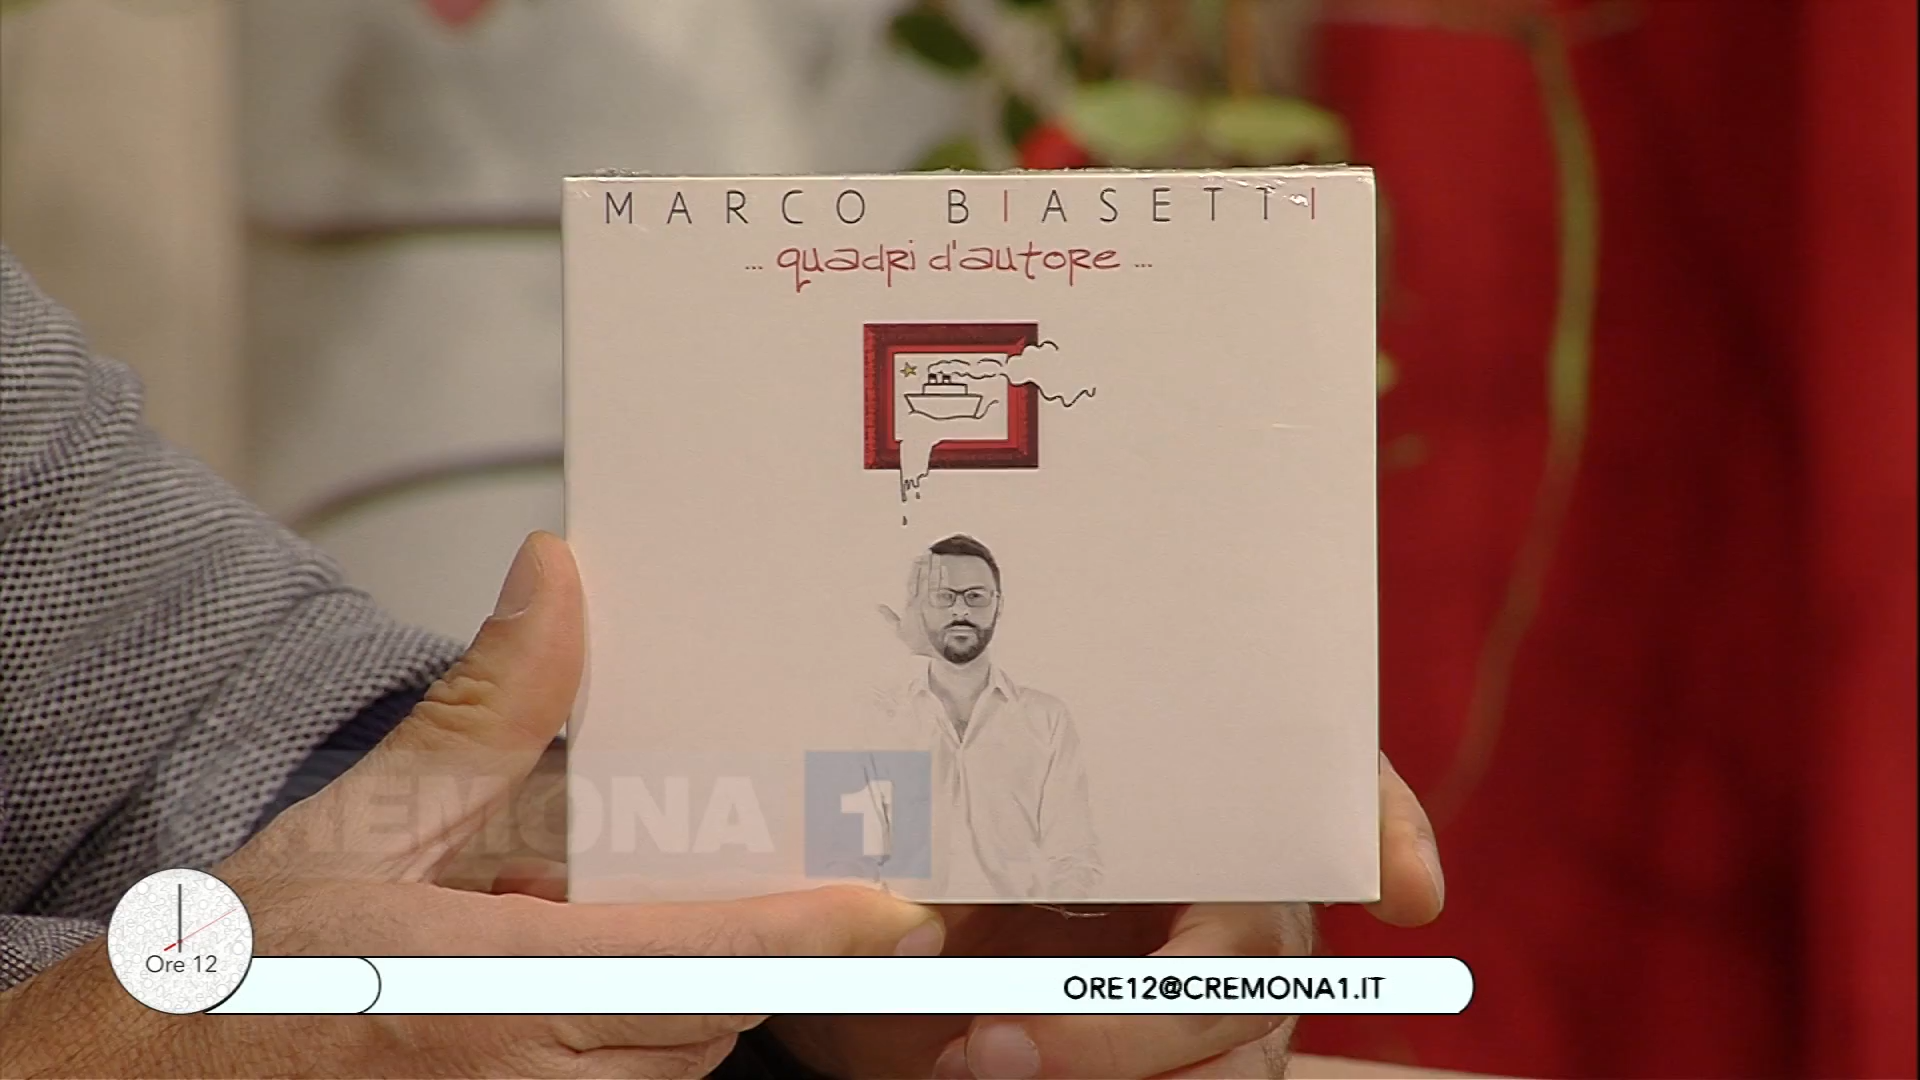 MARCO BIASETTI
... quadri d'autore ...
CREMONA 1
Ore 12
ORE12@CREMONA1.IT